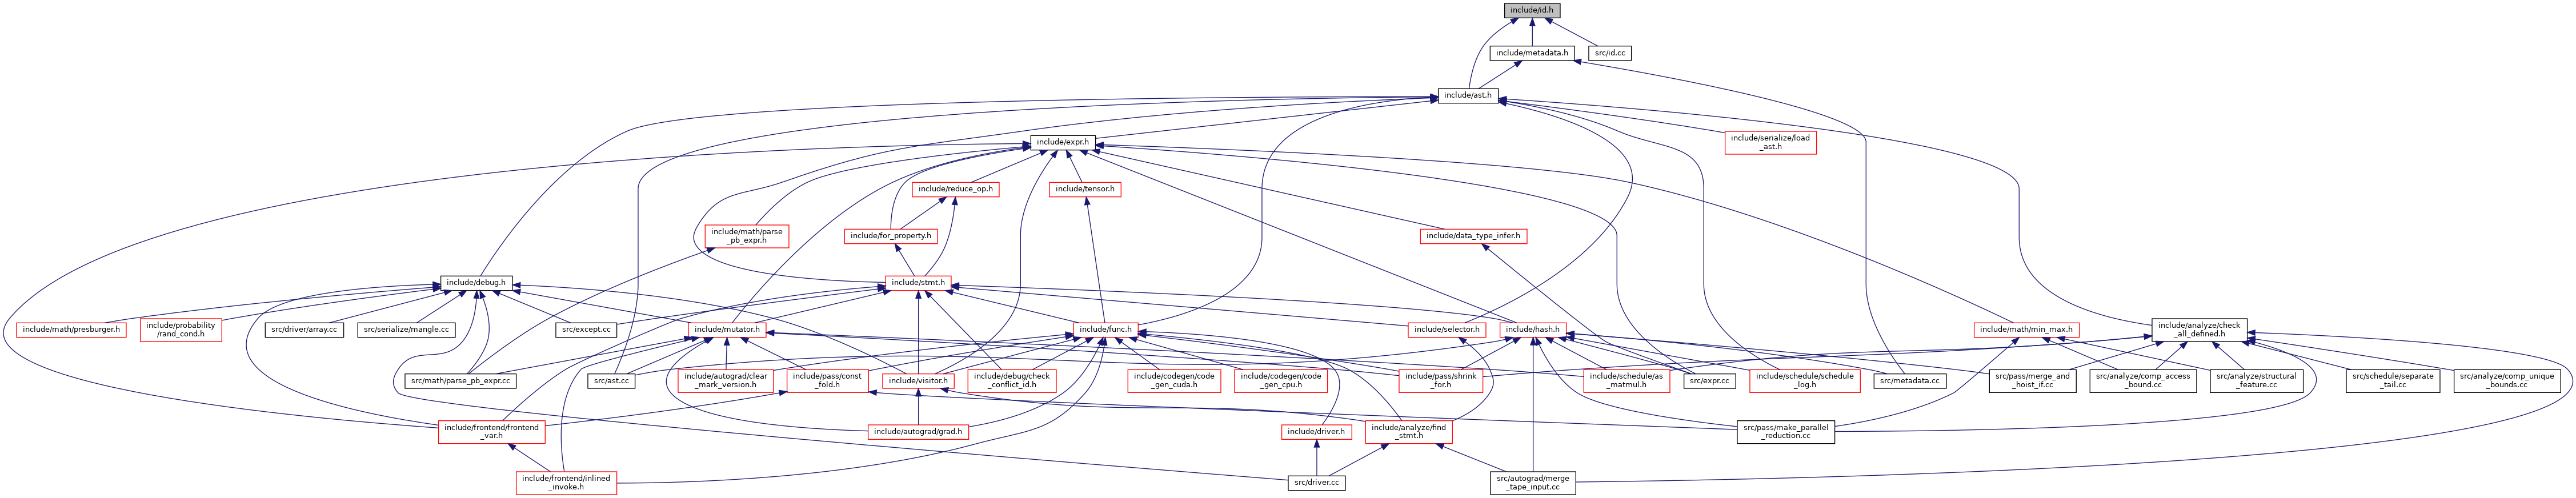 include/id.h
include/metadata.h
src/id.cc
include/ast.h
include/expr.h
include/serialize/load
_ast.h
include/reduce_op.h
include/tensor.h
include/math/parse
_pb_expr.h
include/for_property.h
include/data_type_infer.h
include/debug.h
include/stmt.h
include/math/presburger.h
include/probability
/rand_cond.h
src/driver/array.cc
src/serialize/mangle.cc
src/except.cc
include/mutator.h
include/func.h
include/selector.h
include/hash.h
include/math/min_max.h
include/analyze/check
_all_defined.h
src/math/parse_pb_expr.cc
src/ast.cc
include/autograd/clear
_mark_version.h
include/pass/const
_fold.h
include/visitor.h
include/debug/check
_conflict_id.h
include/codegen/code
_gen_cuda.h
include/codegen/code
_gen_cpu.h
include/pass/shrink
_for.h
include/schedule/as
_matmul.h
src/expr.cc
include/schedule/schedule
_log.h
src/metadata.cc
src/pass/merge_and
_hoist_if.cc
src/analyze/comp_access
_bound.cc
src/analyze/structural
_feature.cc
src/schedule/separate
_tail.cc
src/analyze/comp_unique
_bounds.cc
include/frontend/frontend
_var.h
include/autograd/grad.h
include/driver.h
include/analyze/find
_stmt.h
src/pass/make_parallel
_reduction.cc
include/frontend/inlined
_invoke.h
src/driver.cc
src/autograd/merge
_tape_input.cc